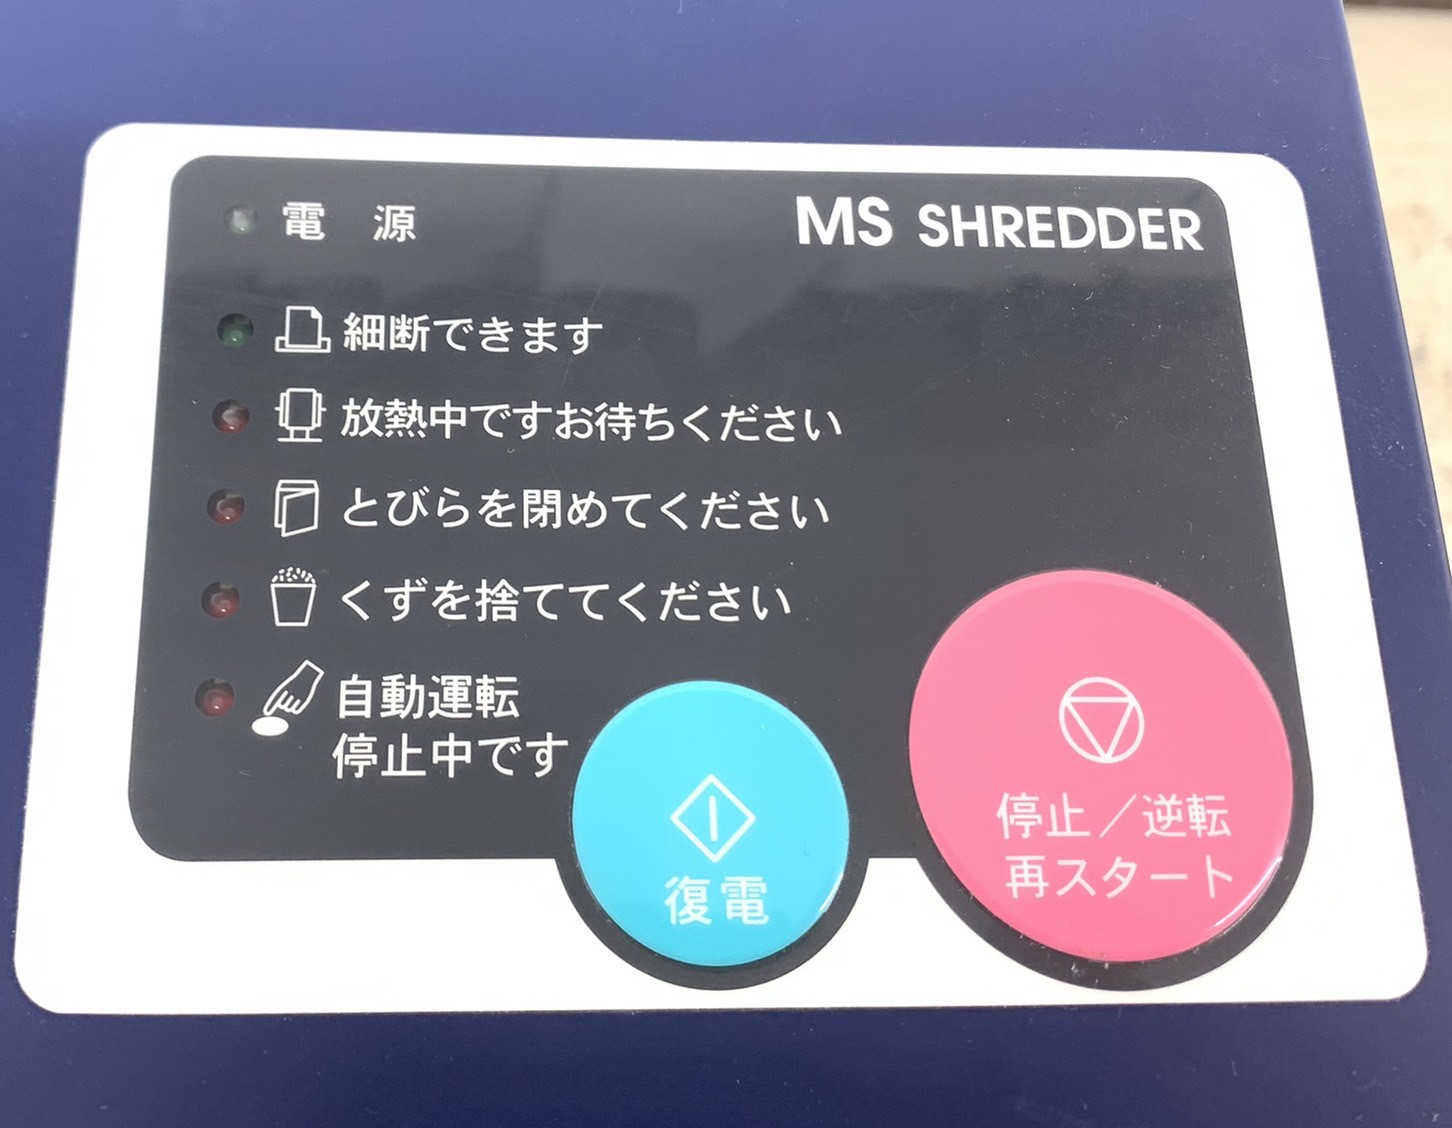 電 源
MS SHREDDER
細断できます
放熱中ですお待ちください
とびらを閉めてください
くずを捨ててください
自動運転
停止中です
復電
停止／逆転
再スタート